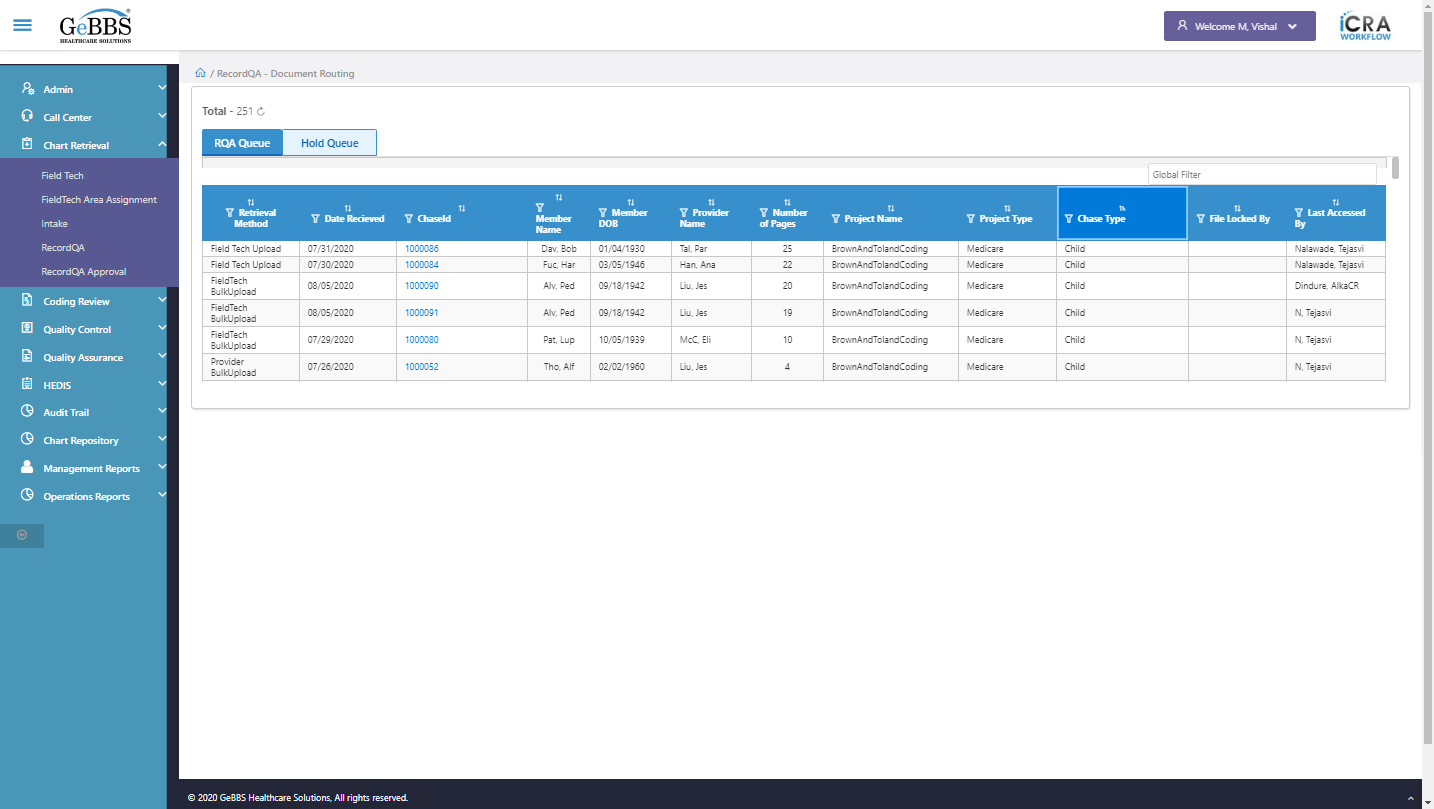 GeBBS
HEALTHCARE SOLUTIONS
Welcome M, Vishal
iCRA
WORKFLOW
Admin
Call Center
Chart Retrieval
Field Tech
FieldTech Area Assignment
Intake
RecordQA
RecordQA Approval
Coding Review
Quality Control
Quality Assurance
HEDIS
Audit Trail
Chart Repository
Management Reports
Operations Reports
/ RecordQA - Document Routing
Total - 251
RQA Queue Hold Queue
Global Filter
Retrieval Method Date Recieved ChaseId Member Name Member DOB Provider Name Number of Pages Project Name Project Type Chase Type File Locked By Last Accessed By
Field Tech Upload 07/31/2020 1000086 Dav, Bob 01/04/1930 Tal, Par 25 BrownAndTolandCoding Medicare Child Nalawade, Tejasvi
Field Tech Upload 07/30/2020 1000084 Fuc, Har 03/05/1946 Han, Ana 22 BrownAndTolandCoding Medicare Child Nalawade, Tejasvi
FieldTech BulkUpload 08/05/2020 1000090 Alv, Ped 09/18/1942 Liu, Jes 20 BrownAndTolandCoding Medicare Child Dindure, AlkaCR
FieldTech BulkUpload 08/05/2020 1000091 Alv, Ped 09/18/1942 Liu, Jes 19 BrownAndTolandCoding Medicare Child N, Tejasvi
FieldTech BulkUpload 07/29/2020 1000080 Pat, Lup 10/05/1939 McC, Eli 10 BrownAndTolandCoding Medicare Child N, Tejasvi
Provider BulkUpload 07/26/2020 1000052 Tho, Alf 02/02/1960 Liu, Jes 4 BrownAndTolandCoding Medicare Child N, Tejasvi
© 2020 GeBBS Healthcare Solutions, All rights reserved.